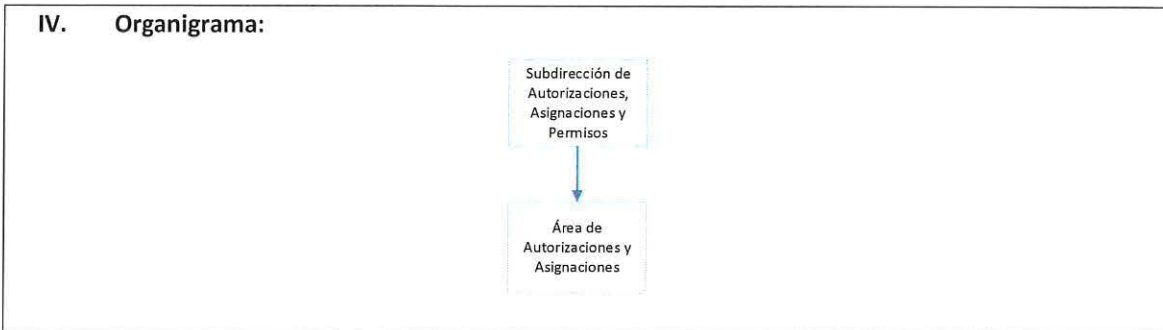 IV. Organigrama:
Subdirección de
Autorizaciones,
Asignaciones y
Permisos
Área de
Autorizaciones y
Asignaciones